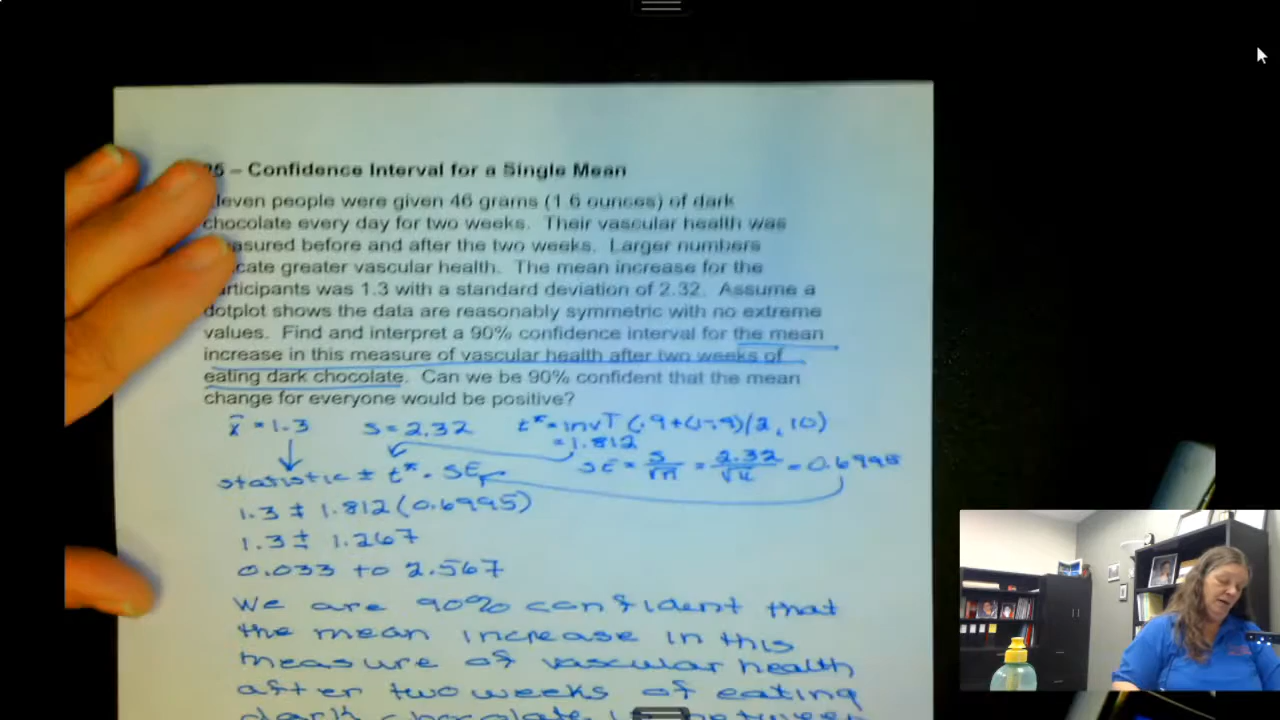 25 – Confidence Interval for a Single Mean
leven people were given 46 grams (1.6 ounces) of dark
chocolate every day for two weeks. Their vascular health was
asured before and after the two weeks. Larger numbers
icate greater vascular health. The mean increase for the
articipants was 1.3 with a standard deviation of 2.32. Assume a
dotplot shows the data are reasonably symmetric with no extreme
values. Find and interpret a 90% confidence interval for the mean
increase in this measure of vascular health after two weeks of
eating dark chocolate. Can we be 90% confident that the mean
change for everyone would be positive?
x̄ = 1.3 s = 2.32 t* = invT (.9+(1-.9)/2, 10)
= 1.812
SE = s/√n = 2.32/√11 = 0.6995
statistic ± t* · SE
1.3 ± 1.812 (0.6995)
1.3 ± 1.267
0.033 to 2.567
We are 90% confident that
the mean increase in this
measure of vascular health
after two weeks of eating
dark chocolate is between